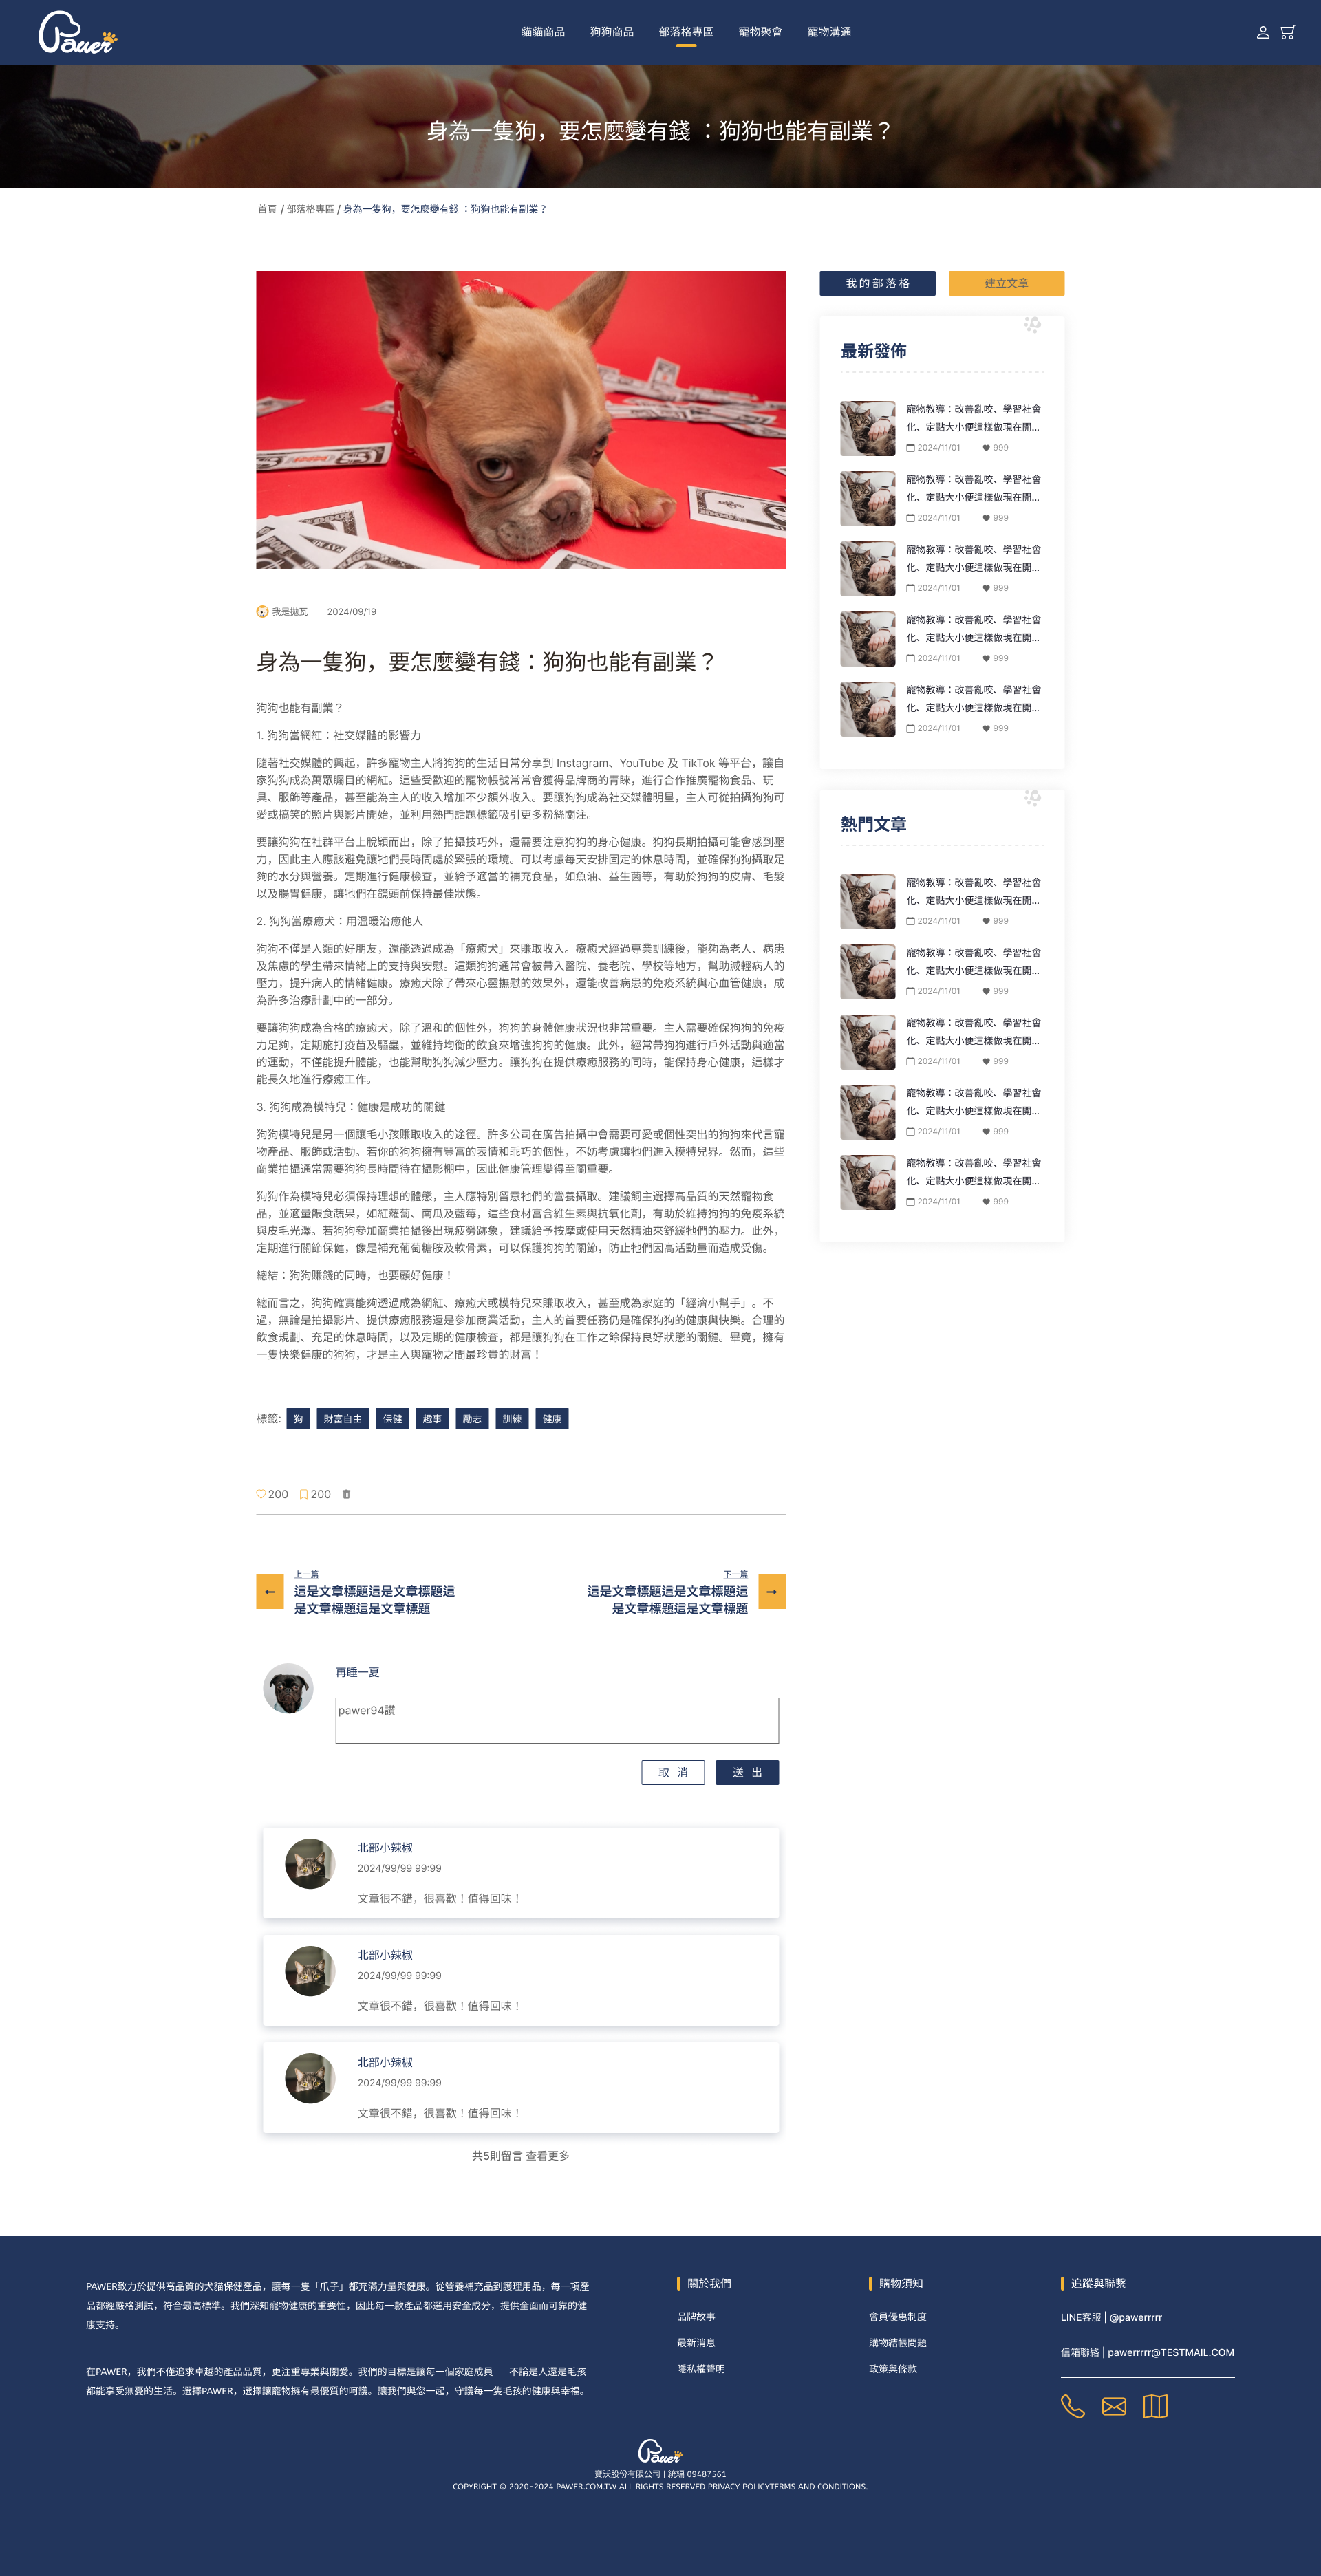 Pawer
貓貓商品 狗狗商品 部落格專區 寵物聚會 寵物溝通
身為一隻狗，要怎麼變有錢 ：狗狗也能有副業？
首頁 / 部落格專區 / 身為一隻狗，要怎麼變有錢 ：狗狗也能有副業？
我是拋瓦 2024/09/19
身為一隻狗，要怎麼變有錢：狗狗也能有副業？
狗狗也能有副業？
1. 狗狗當網紅：社交媒體的影響力
隨著社交媒體的興起，許多寵物主人將狗狗的生活日常分享到 Instagram、YouTube 及 TikTok 等平台，讓自
家狗狗成為萬眾矚目的網紅。這些受歡迎的寵物帳號常常會獲得品牌商的青睞，進行合作推廣寵物食品、玩
具、服飾等產品，甚至能為主人的收入增加不少額外收入。要讓狗狗成為社交媒體明星，主人可從拍攝狗狗可
愛或搞笑的照片與影片開始，並利用熱門話題標籤吸引更多粉絲關注。
要讓狗狗在社群平台上脫穎而出，除了拍攝技巧外，還需要注意狗狗的身心健康。狗狗長期拍攝可能會感到壓
力，因此主人應該避免讓牠們長時間處於緊張的環境。可以考慮每天安排固定的休息時間，並確保狗狗攝取足
夠的水分與營養。定期進行健康檢查，並給予適當的補充食品，如魚油、益生菌等，有助於狗狗的皮膚、毛髮
以及腸胃健康，讓牠們在鏡頭前保持最佳狀態。
2. 狗狗當療癒犬：用溫暖治癒他人
狗狗不僅是人類的好朋友，還能透過成為「療癒犬」來賺取收入。療癒犬經過專業訓練後，能夠為老人、病患
及焦慮的學生帶來情緒上的支持與安慰。這類狗狗通常會被帶入醫院、養老院、學校等地方，幫助減輕病人的
壓力，提升病人的情緒健康。療癒犬除了帶來心靈撫慰的效果外，還能改善病患的免疫系統與心血管健康，成
為許多治療計劃中的一部分。
要讓狗狗成為合格的療癒犬，除了溫和的個性外，狗狗的身體健康狀況也非常重要。主人需要確保狗狗的免疫
力足夠，定期施打疫苗及驅蟲，並維持均衡的飲食來增強狗狗的健康。此外，經常帶狗狗進行戶外活動與適當
的運動，不僅能提升體能，也能幫助狗狗減少壓力。讓狗狗在提供療癒服務的同時，能保持身心健康，這樣才
能長久地進行療癒工作。
3. 狗狗成為模特兒：健康是成功的關鍵
狗狗模特兒是另一個讓毛小孩賺取收入的途徑。許多公司在廣告拍攝中會需要可愛或個性突出的狗狗來代言寵
物產品、服飾或活動。若你的狗狗擁有豐富的表情和乖巧的個性，不妨考慮讓牠們進入模特兒界。然而，這些
商業拍攝通常需要狗狗長時間待在攝影棚中，因此健康管理變得至關重要。
狗狗作為模特兒必須保持理想的體態，主人應特別留意牠們的營養攝取。建議飼主選擇高品質的天然寵物食
品，並適量餵食蔬果，如紅蘿蔔、南瓜及藍莓，這些食材富含維生素與抗氧化劑，有助於維持狗狗的免疫系統
與皮毛光澤。若狗狗參加商業拍攝後出現疲勞跡象，建議給予按摩或使用天然精油來舒緩牠們的壓力。此外，
定期進行關節保健，像是補充葡萄糖胺及軟骨素，可以保護狗狗的關節，防止牠們因高活動量而造成受傷。
總結：狗狗賺錢的同時，也要顧好健康！
總而言之，狗狗確實能夠透過成為網紅、療癒犬或模特兒來賺取收入，甚至成為家庭的「經濟小幫手」。不
過，無論是拍攝影片、提供療癒服務還是參加商業活動，主人的首要任務仍是確保狗狗的健康與快樂。合理的
飲食規劃、充足的休息時間，以及定期的健康檢查，都是讓狗狗在工作之餘保持良好狀態的關鍵。畢竟，擁有
一隻快樂健康的狗狗，才是主人與寵物之間最珍貴的財富！
標籤: 狗 財富自由 保健 趣事 勵志 訓練 健康
200 200
上一篇
這是文章標題這是文章標題這
是文章標題這是文章標題
下一篇
這是文章標題這是文章標題這
是文章標題這是文章標題
再睡一夏
pawer94讚
取 消 送 出
北部小辣椒
2024/99/99 99:99
文章很不錯，很喜歡！值得回味！
北部小辣椒
2024/99/99 99:99
文章很不錯，很喜歡！值得回味！
北部小辣椒
2024/99/99 99:99
文章很不錯，很喜歡！值得回味！
共5則留言 查看更多
我的部落格 建立文章
最新發佈
寵物教導：改善亂咬、學習社會
化、定點大小便這樣做現在開...
2024/11/01 999
寵物教導：改善亂咬、學習社會
化、定點大小便這樣做現在開...
2024/11/01 999
寵物教導：改善亂咬、學習社會
化、定點大小便這樣做現在開...
2024/11/01 999
寵物教導：改善亂咬、學習社會
化、定點大小便這樣做現在開...
2024/11/01 999
寵物教導：改善亂咬、學習社會
化、定點大小便這樣做現在開...
2024/11/01 999
熱門文章
寵物教導：改善亂咬、學習社會
化、定點大小便這樣做現在開...
2024/11/01 999
寵物教導：改善亂咬、學習社會
化、定點大小便這樣做現在開...
2024/11/01 999
寵物教導：改善亂咬、學習社會
化、定點大小便這樣做現在開...
2024/11/01 999
寵物教導：改善亂咬、學習社會
化、定點大小便這樣做現在開...
2024/11/01 999
寵物教導：改善亂咬、學習社會
化、定點大小便這樣做現在開...
2024/11/01 999
PAWER致力於提供高品質的犬貓保健產品，讓每一隻「爪子」都充滿力量與健康。從營養補充品到護理用品，每一項產
品都經嚴格測試，符合最高標準。我們深知寵物健康的重要性，因此每一款產品都選用安全成分，提供全面而可靠的健
康支持。
在PAWER，我們不僅追求卓越的產品品質，更注重專業與關愛。我們的目標是讓每一個家庭成員——不論是人還是毛孩
都能享受無憂的生活。選擇PAWER，選擇讓寵物擁有最優質的呵護。讓我們與您一起，守護每一隻毛孩的健康與幸福。
關於我們
品牌故事
最新消息
隱私權聲明
購物須知
會員優惠制度
購物結帳問題
政策與條款
追蹤與聯繫
LINE客服 | @pawerrrrr
信箱聯絡 | pawerrrrr@TESTMAIL.COM
Pawer
寶沃股份有限公司 | 統編 09487561
COPYRIGHT © 2020-2024 PAWER.COM.TW ALL RIGHTS RESERVED PRIVACY POLICYTERMS AND CONDITIONS.